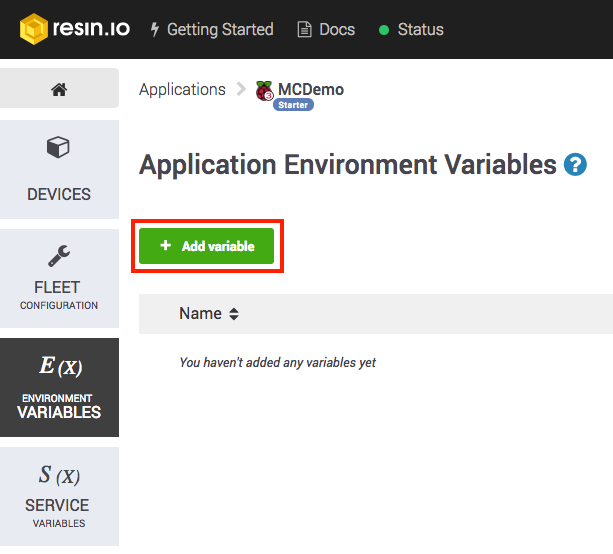 resin.io Getting Started Docs Status
Applications MCDemo
3
Starter
Application Environment Variables ?
DEVICES
+ Add variable
FLEET
CONFIGURATION
Name
E (X)
ENVIRONMENT
VARIABLES
You haven't added any variables yet
S (X)
SERVICE
VARIABLES